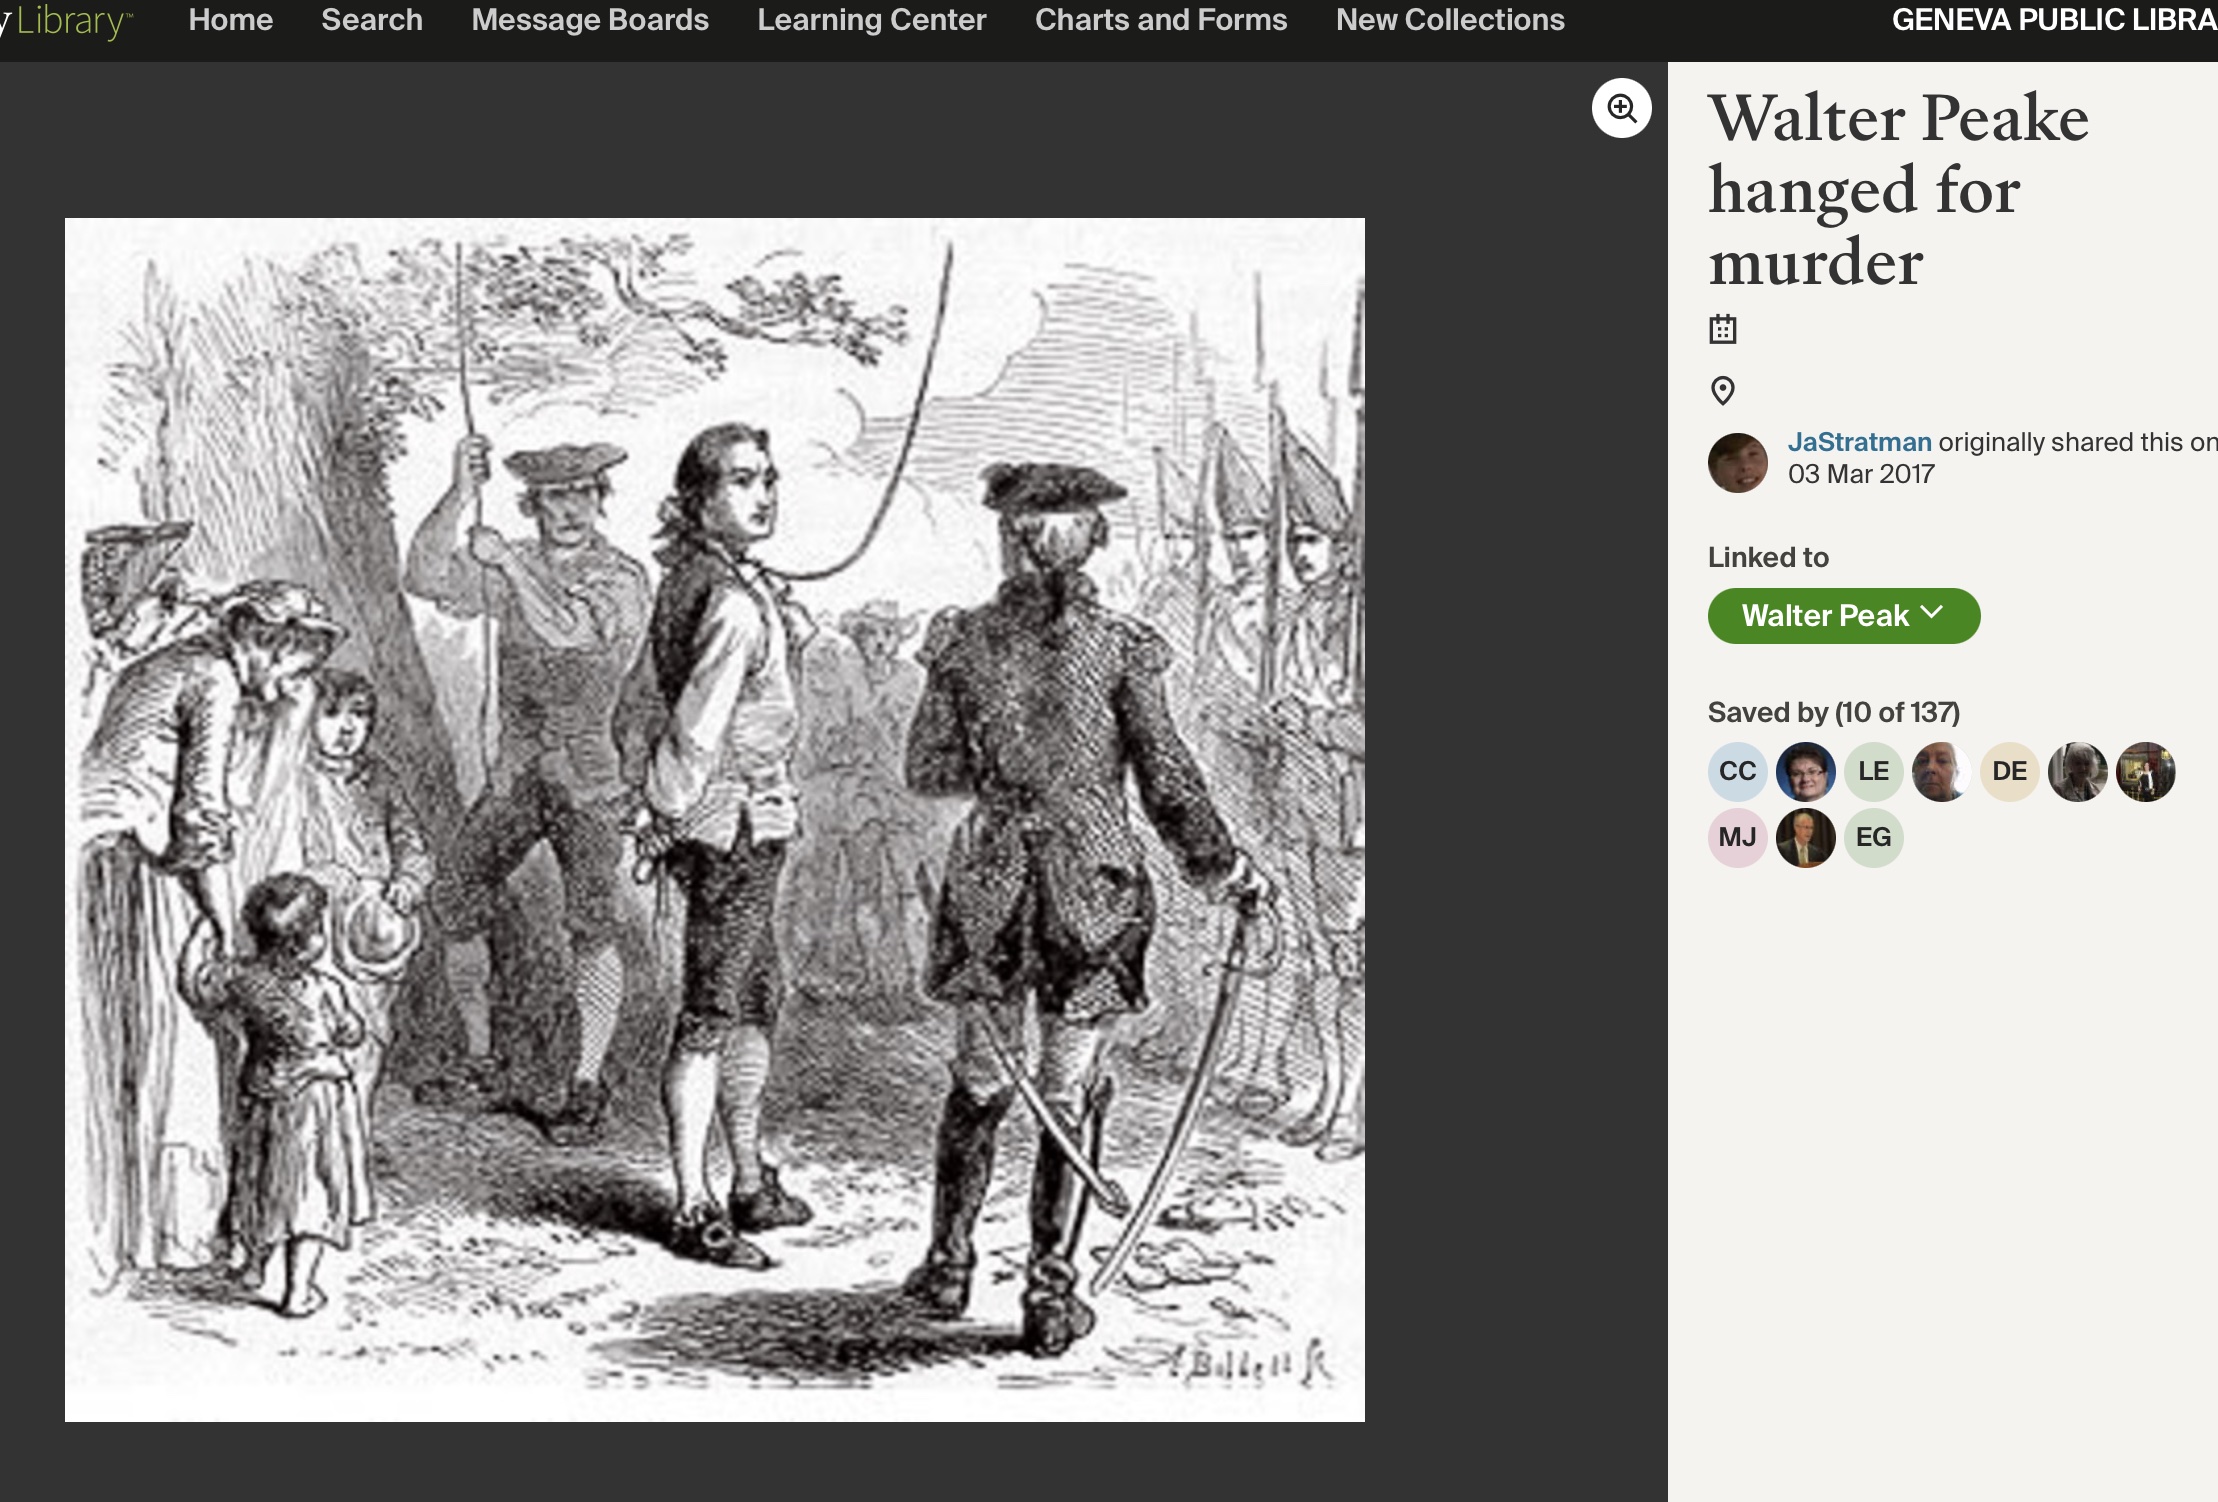 Library™
Home
Search
Message Boards
Learning Center
Charts and Forms
New Collections
GENEVA PUBLIC LIBRA
Walter Peake
hanged for
murder
JaStratman originally shared this on
03 Mar 2017
Linked to
Walter Peak
Saved by (10 of 137)
CC
LE
DE
MJ
EG